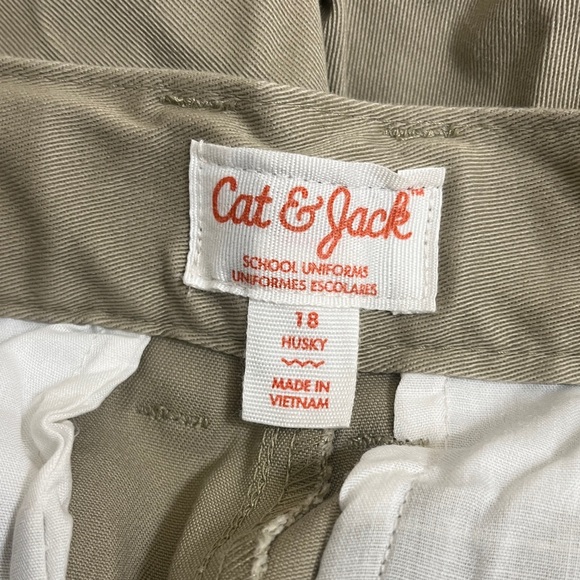 Cat & Jack™
SCHOOL UNIFORMS
UNIFORMES ESCOLARES
18
HUSKY
MADE IN
VIETNAM